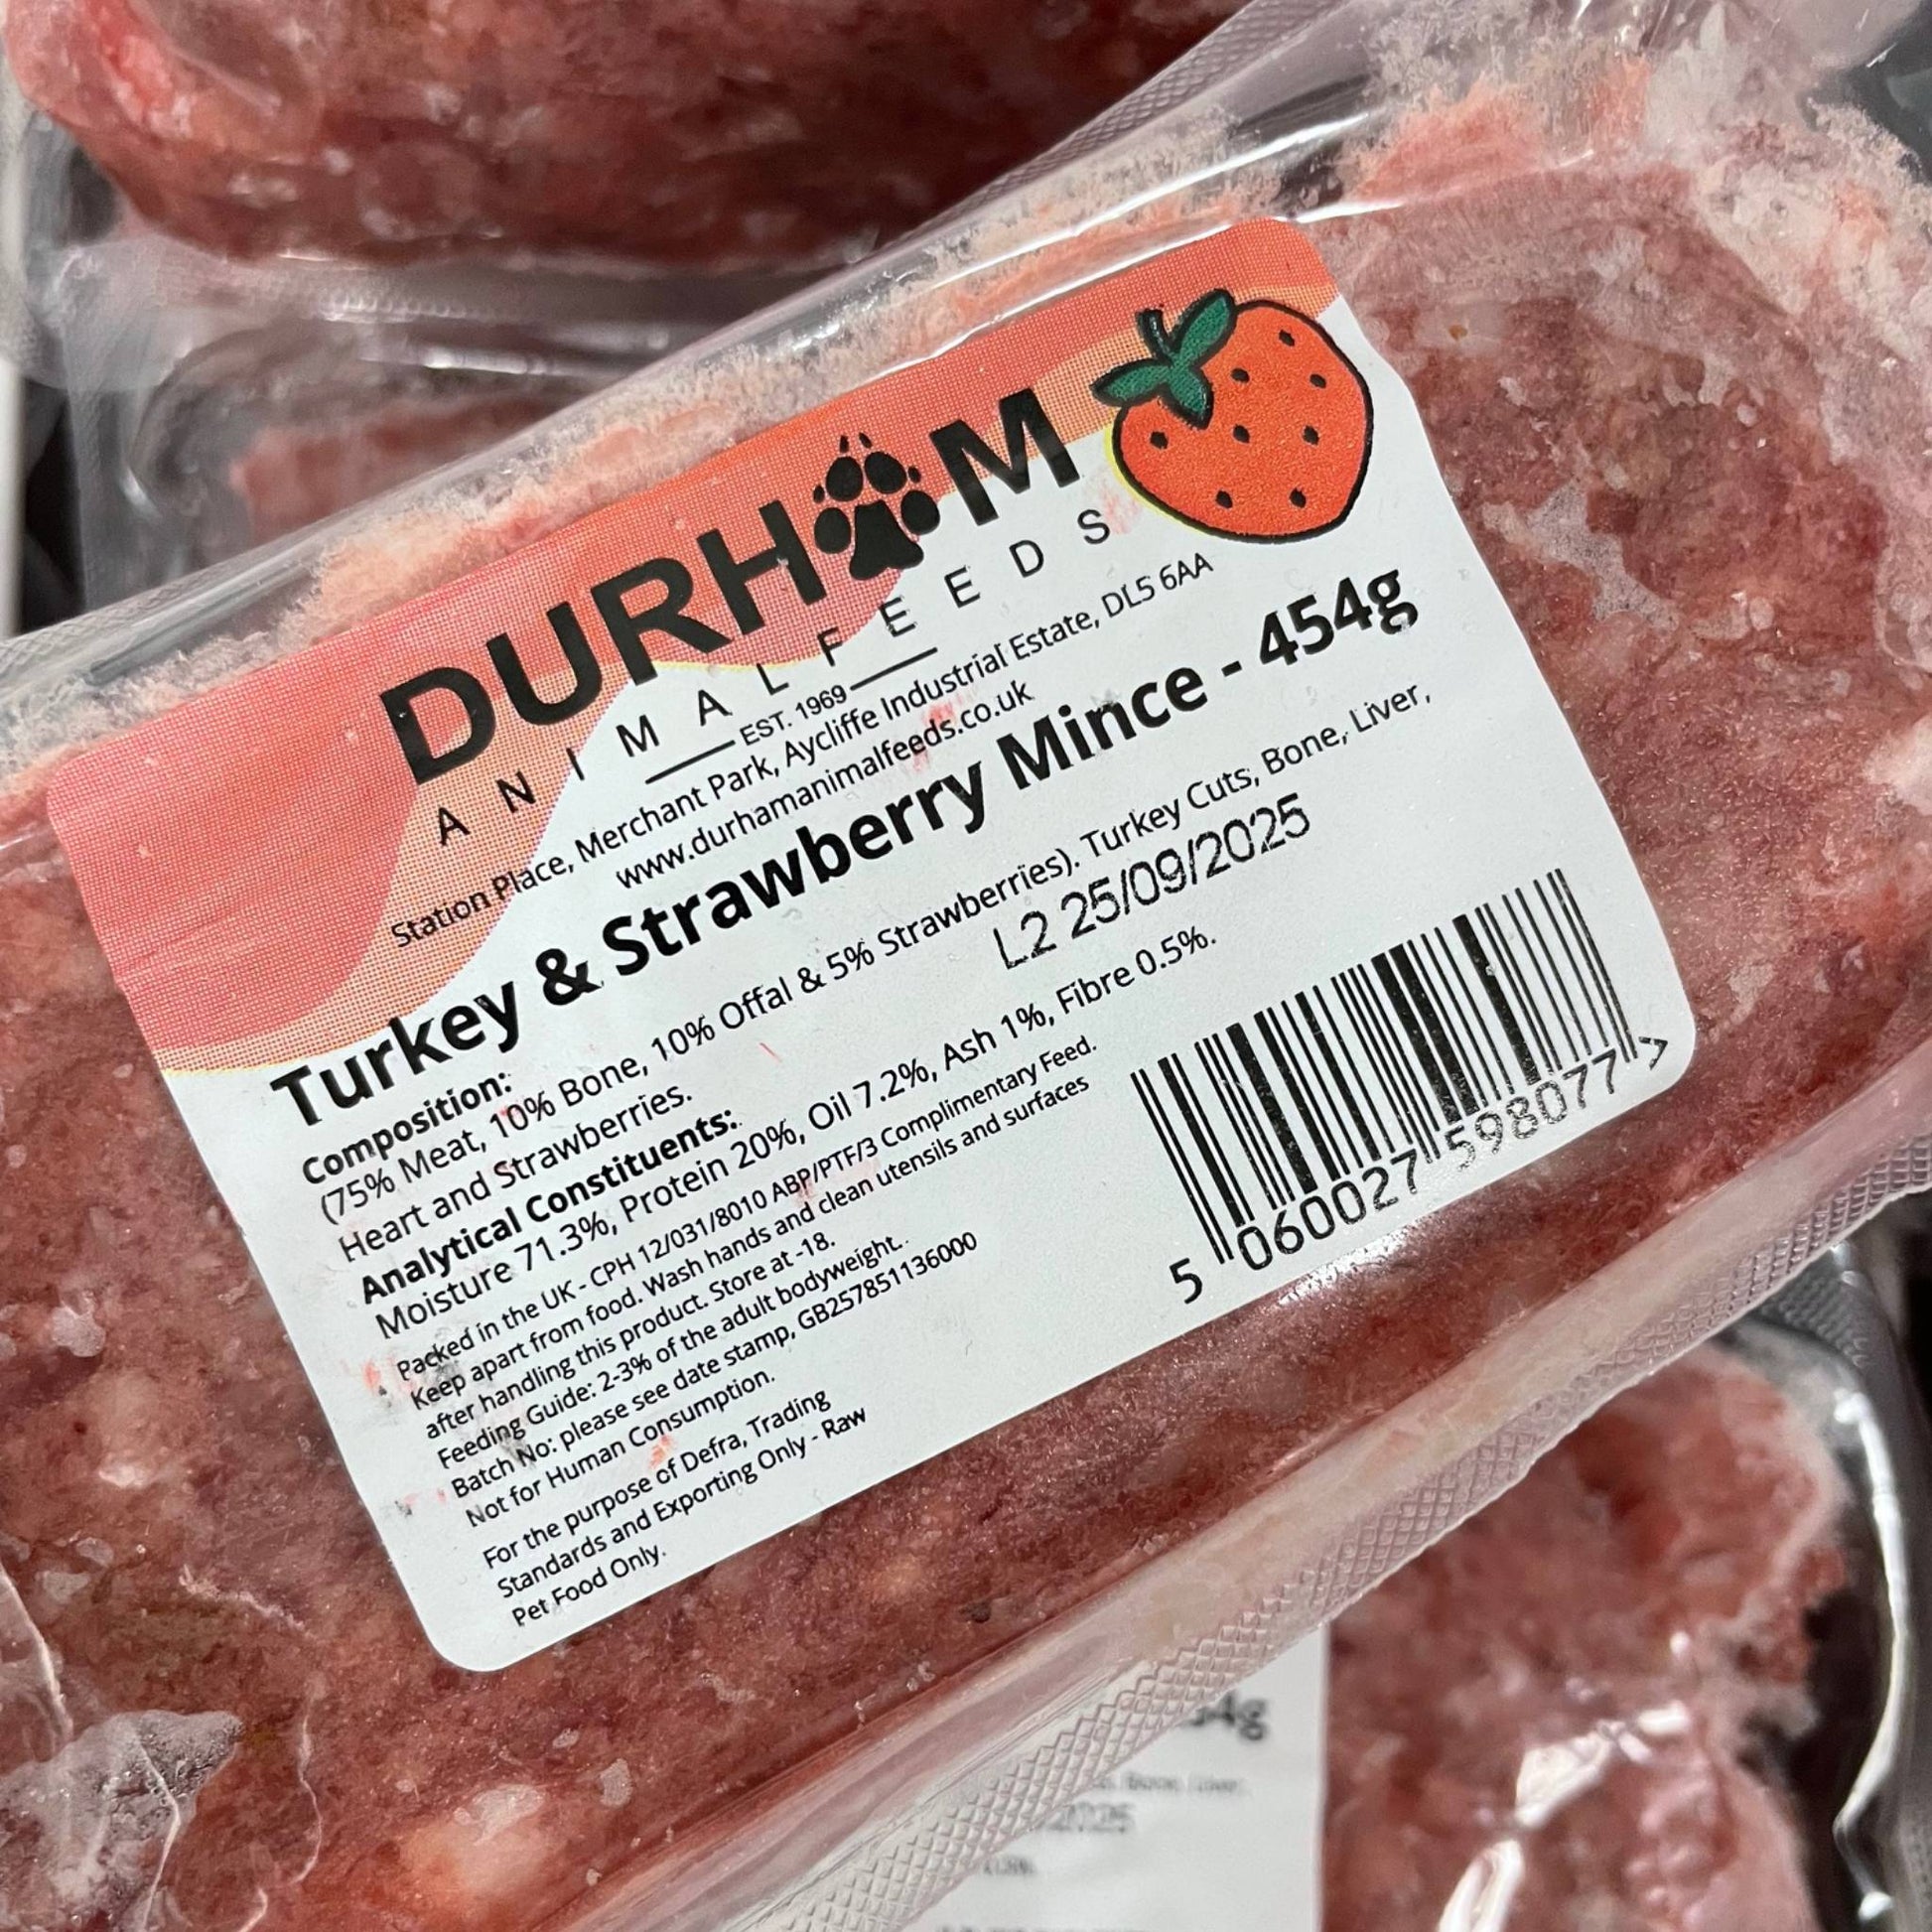 DURHAM
ANIMAL FEEDS
EST. 1969
Station Place, Merchant Park, Aycliffe Industrial Estate, DL5 6AA
www.durhamanimalfeeds.co.uk
Turkey & Strawberry Mince - 454g
Composition:
(75% Meat, 10% Bone, 10% Offal & 5% Strawberries). Turkey Cuts, Bone, Liver,
Heart and Strawberries.
L2 25/09/2025
Analytical Constituents:
Moisture 71.3%, Protein 20%, Oil 7.2%, Ash 1%, Fibre 0.5%.
Packed in the UK - CPH 12/031/8010 ABP/PTF/3 Complimentary Feed.
Keep apart from food. Wash hands and clean utensils and surfaces
after handling this product. Store at -18.
Feeding Guide: 2-3% of the adult bodyweight.
Batch No: please see date stamp, GB257851136000
Not for Human Consumption.
For the purpose of Defra, Trading
Standards and Exporting Only - Raw
Pet Food Only.
5 060027 598077 >
54g
Bone, Liver,
2025